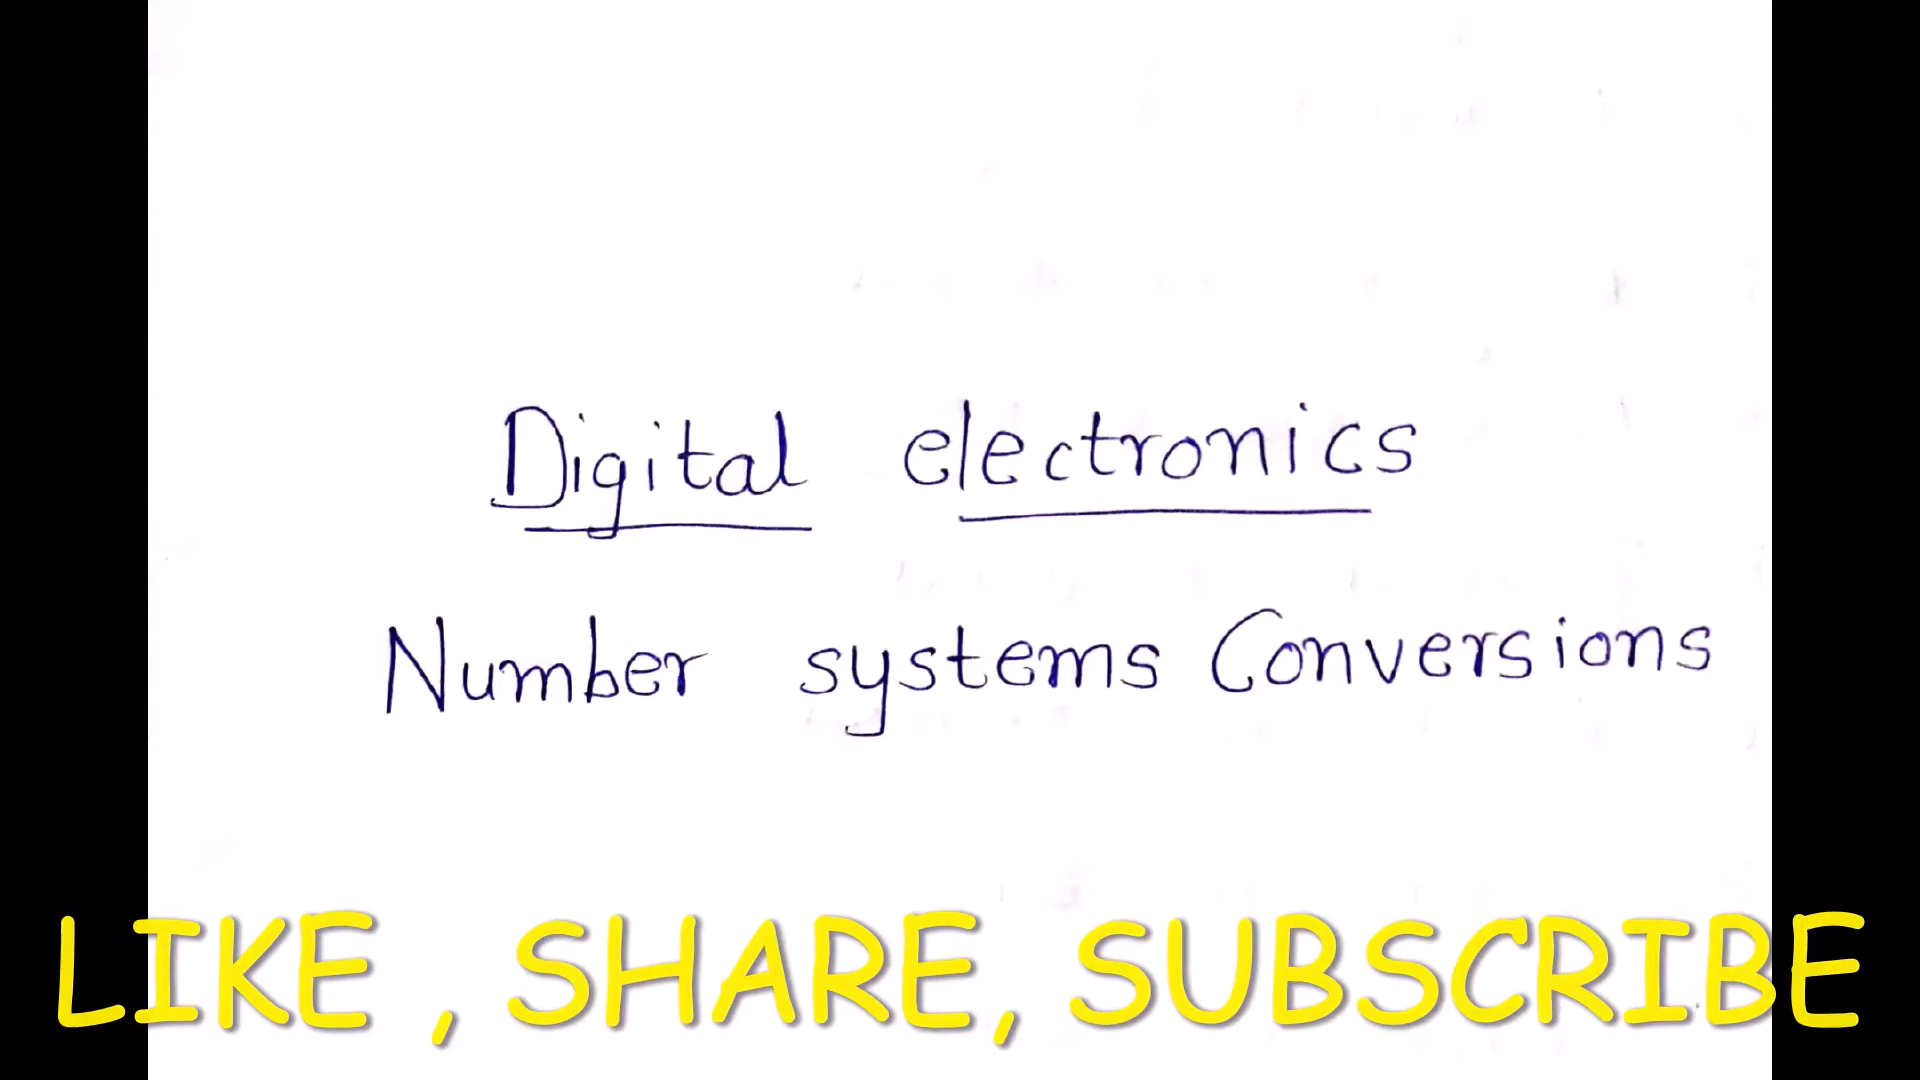 Digital electronics
Number systems Conversions
LIKE , SHARE, SUBSCRIBE